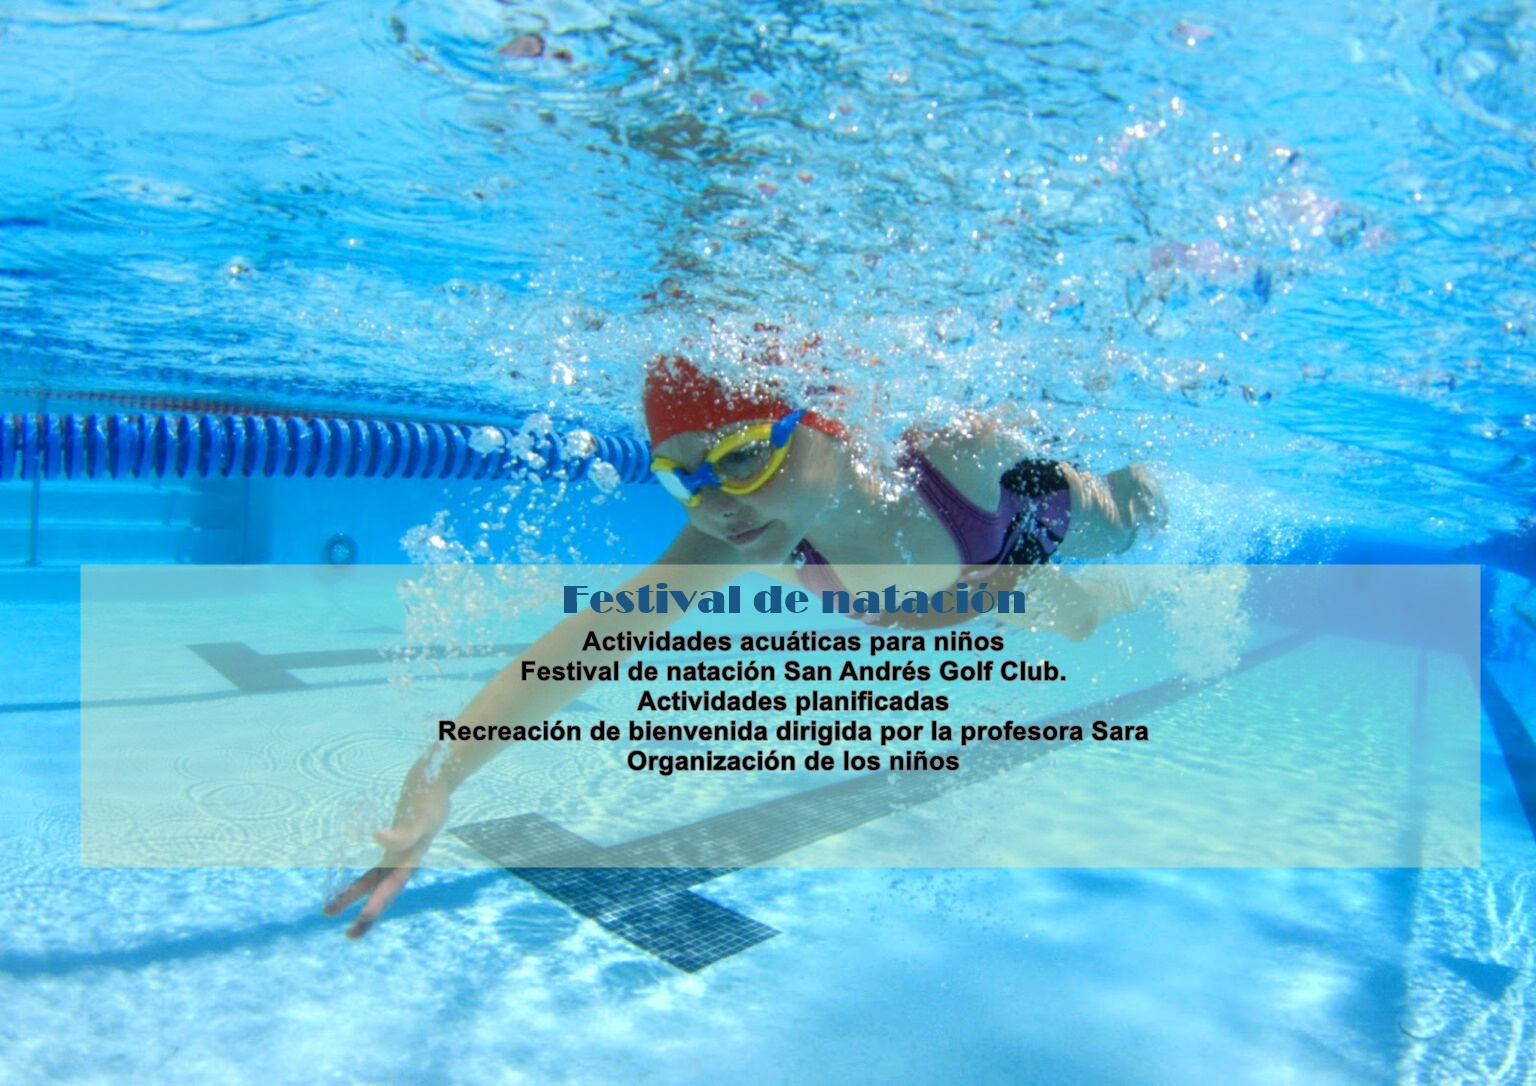 Festival de natación
Actividades acuáticas para niños
Festival de natación San Andrés Golf Club.
Actividades planificadas
Recreación de bienvenida dirigida por la profesora Sara
Organización de los niños